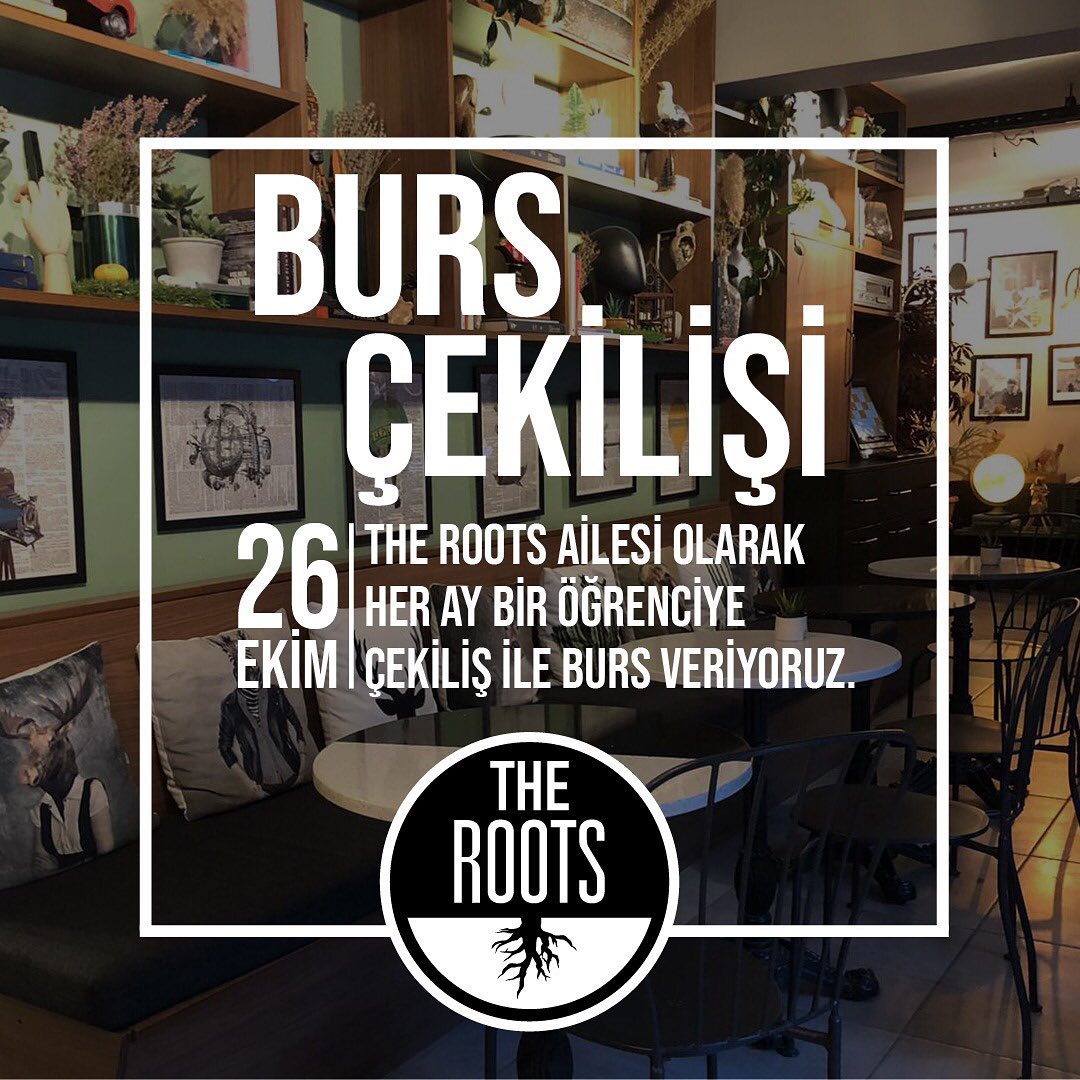 BURS
ÇEKİLİŞİ
26
EKİM
THE ROOTS AİLESİ OLARAK
HER AY BİR ÖĞRENCİYE
ÇEKİLİŞ İLE BURS VERİYORUZ.
THE
ROOTS